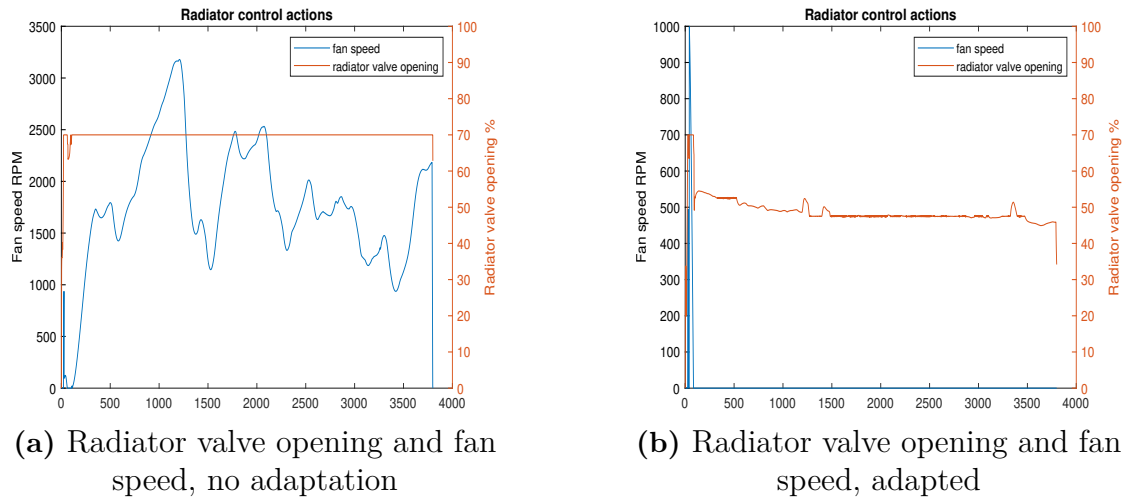 Radiator control actions
fan speed
radiator valve opening
Fan speed RPM
3500
3000
2500
2000
1500
1000
500
0
Radiator valve opening %
100
90
80
70
60
50
40
30
20
10
0
0 500 1000 1500 2000 2500 3000 3500 4000
(a) Radiator valve opening and fan
speed, no adaptation
Radiator control actions
fan speed
radiator valve opening
Fan speed RPM
1000
900
800
700
600
500
400
300
200
100
0
Radiator valve opening %
100
90
80
70
60
50
40
30
20
10
0
0 500 1000 1500 2000 2500 3000 3500 4000
(b) Radiator valve opening and fan
speed, adapted